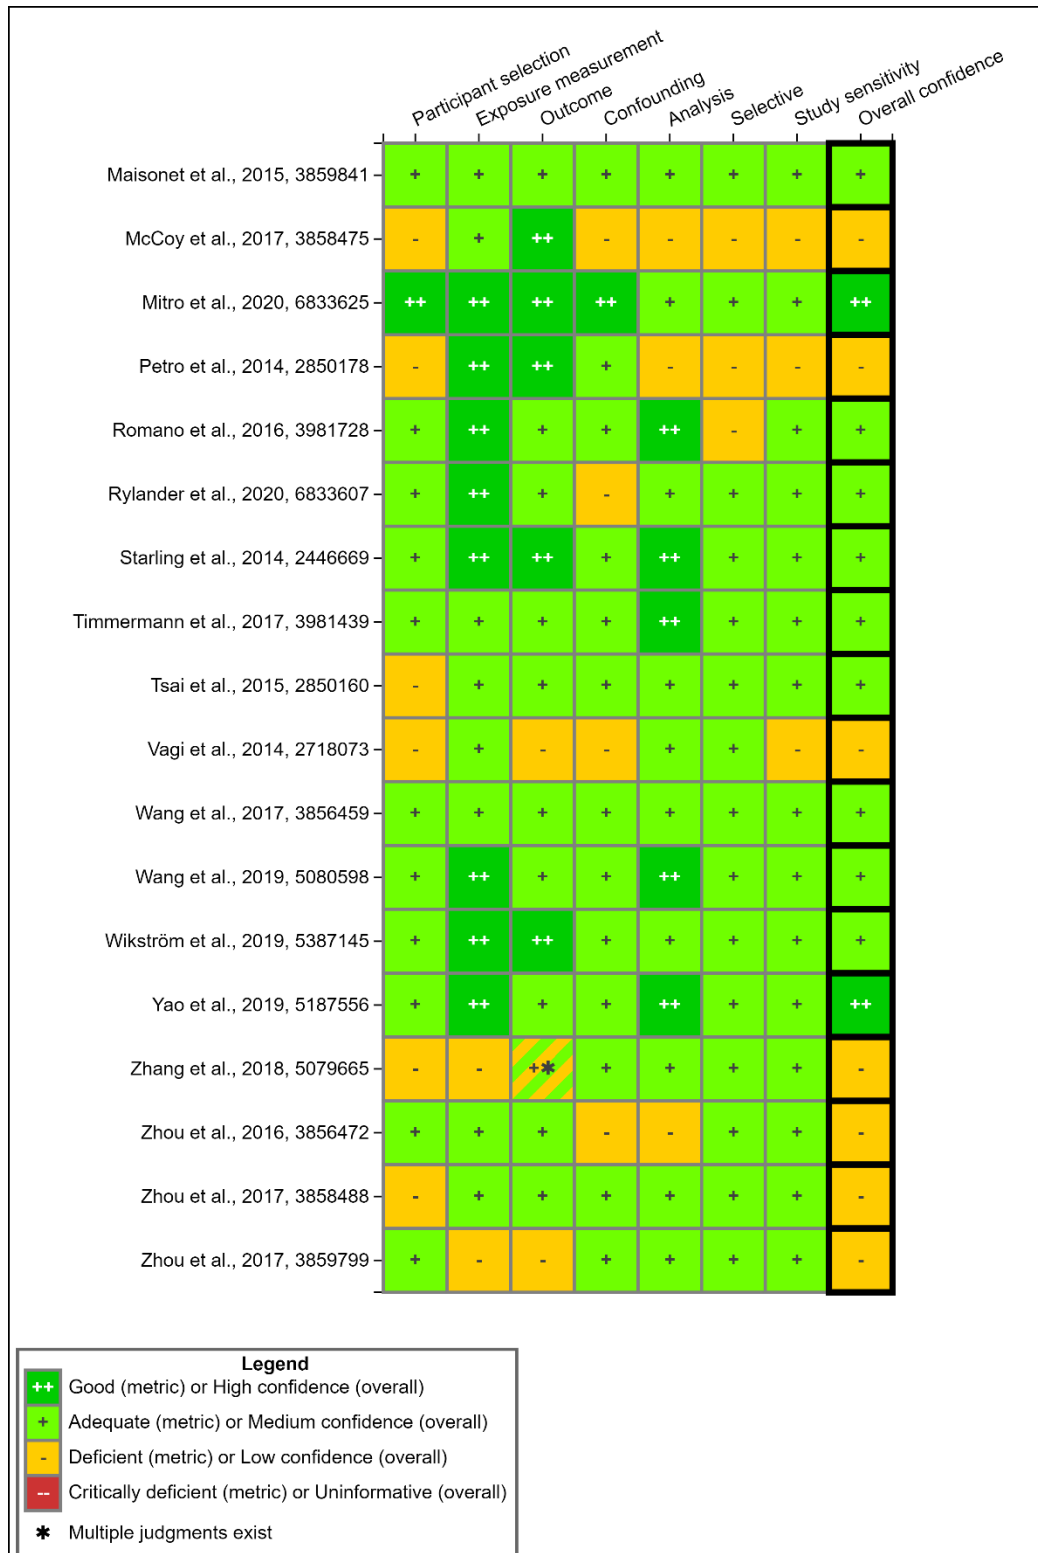 Participant selection
Exposure measurement
Outcome
Confounding
Analysis
Selective
Study sensitivity
Overall confidence
Maisonet et al., 2015, 3859841 + + + + + + + +
McCoy et al., 2017, 3858475 - + ++ - - - - -
Mitro et al., 2020, 6833625 ++ ++ ++ ++ + + + ++
Petro et al., 2014, 2850178 - ++ ++ + - - - -
Romano et al., 2016, 3981728 + ++ + + ++ - + +
Rylander et al., 2020, 6833607 + ++ + - + + + +
Starling et al., 2014, 2446669 + ++ ++ + ++ + + +
Timmermann et al., 2017, 3981439 + + + + ++ + + +
Tsai et al., 2015, 2850160 - + + + + + + +
Vagi et al., 2014, 2718073 - + - - + + - -
Wang et al., 2017, 3856459 + + + + + + + +
Wang et al., 2019, 5080598 + ++ + + ++ + + +
Wikström et al., 2019, 5387145 + ++ ++ + + + + +
Yao et al., 2019, 5187556 + ++ + + ++ + + ++
Zhang et al., 2018, 5079665 - - +✱ + + + + -
Zhou et al., 2016, 3856472 + + + - - + + -
Zhou et al., 2017, 3858488 - + + + + + + -
Zhou et al., 2017, 3859799 + - - + + + + -
Legend
++ Good (metric) or High confidence (overall)
+ Adequate (metric) or Medium confidence (overall)
- Deficient (metric) or Low confidence (overall)
-- Critically deficient (metric) or Uninformative (overall)
✱ Multiple judgments exist